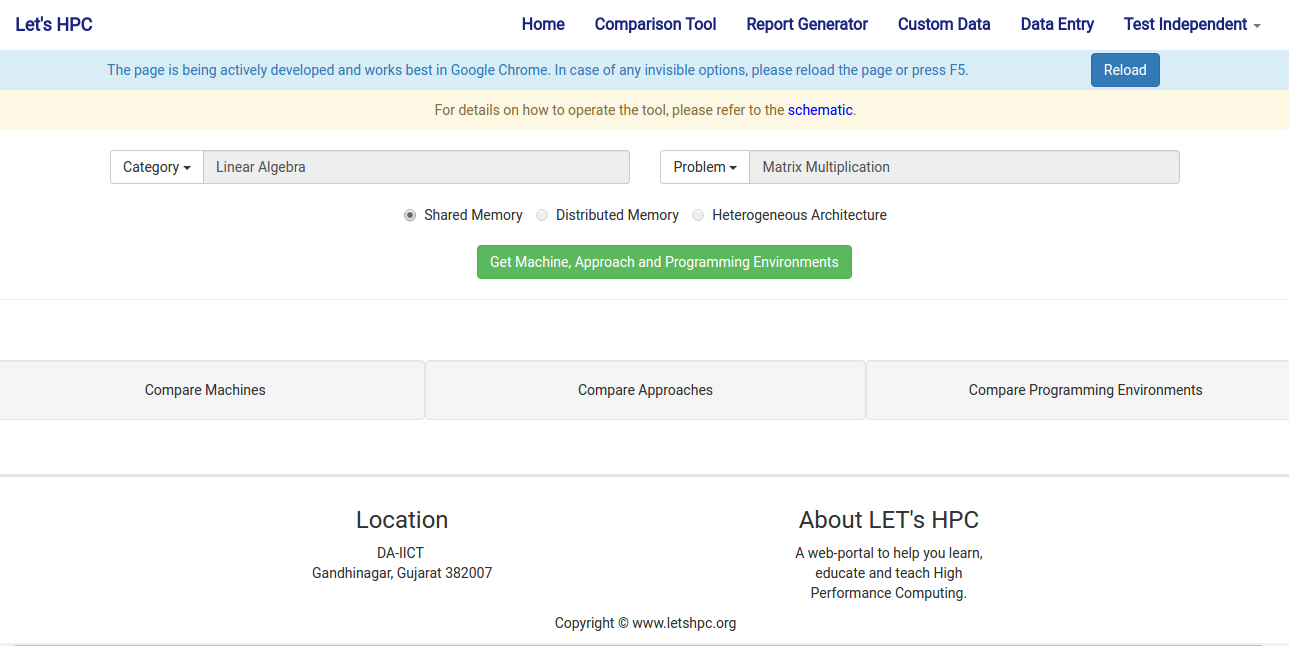 Let's HPC Home Comparison Tool Report Generator Custom Data Data Entry Test Independent
The page is being actively developed and works best in Google Chrome. In case of any invisible options, please reload the page or press F5. Reload
For details on how to operate the tool, please refer to the schematic.
Category Linear Algebra Problem Matrix Multiplication
Shared Memory Distributed Memory Heterogeneous Architecture
Get Machine, Approach and Programming Environments
Compare Machines Compare Approaches Compare Programming Environments
Location
DA-IICT
Gandhinagar, Gujarat 382007
About LET's HPC
A web-portal to help you learn,
educate and teach High
Performance Computing.
Copyright © www.letshpc.org